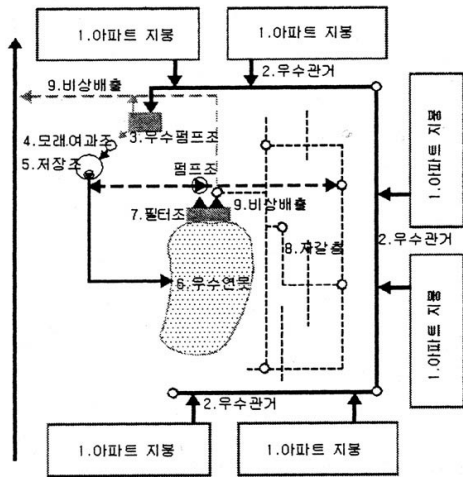 1.아파트 지붕
1.아파트 지붕
2.우수관거
9.비상배출
3.우수펌프조
4.모래여과조
5.저장조
펌프조
1.아파트 지붕
9.비상배출
7.필터조
2.우수관거
8.자갈층
6.우수연못
1.아파트 지붕
2.우수관거
1.아파트 지붕
1.아파트 지붕